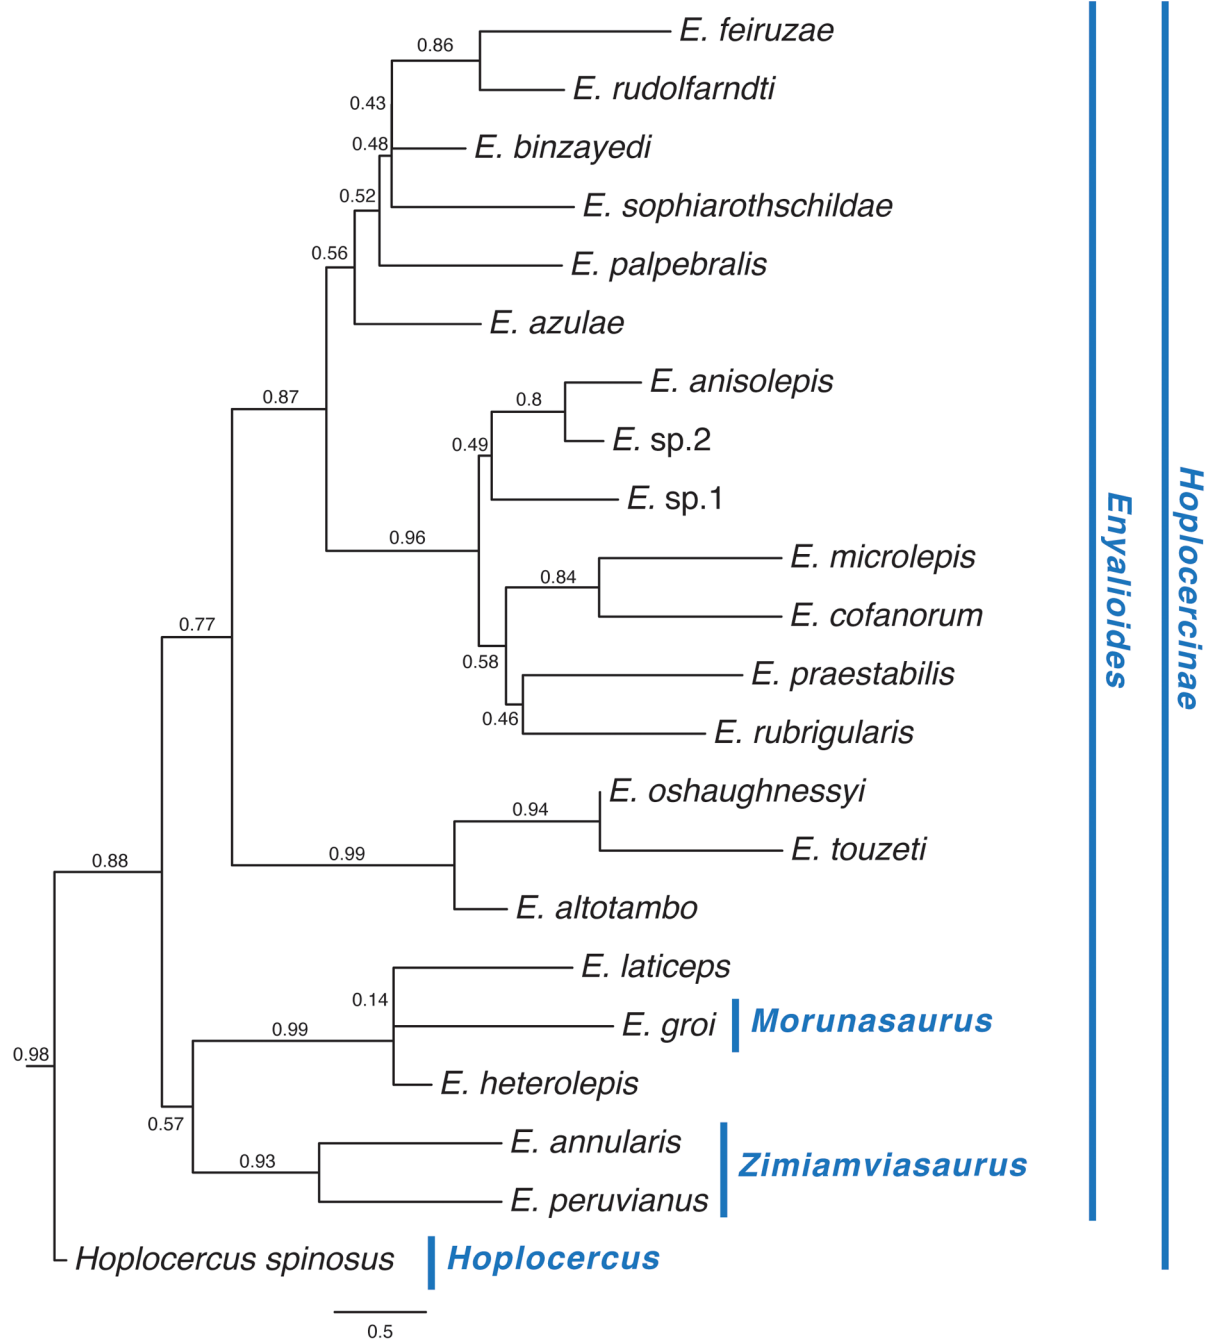 E. feiruzae
0.86
E. rudolfarndti
0.43
0.48
E. binzayedi
0.52
E. sophiarothschildae
0.56
E. palpebralis
E. azulae
0.87
E. anisolepis
0.8
E. sp.2
0.49
E. sp.1
0.96
E. microlepis
0.84
E. cofanorum
0.77
0.58
E. praestabilis
0.46
E. rubrigularis
E. oshaughnessyi
0.94
E. touzeti
0.99
0.88
E. altotambo
E. laticeps
0.14
E. groi
Morunasaurus
0.99
0.98
E. heterolepis
0.57
E. annularis
0.93
Zimiamviasaurus
E. peruvianus
Hoplocercus spinosus
Hoplocercus
0.5
Enyalioides
Hoplocercinae